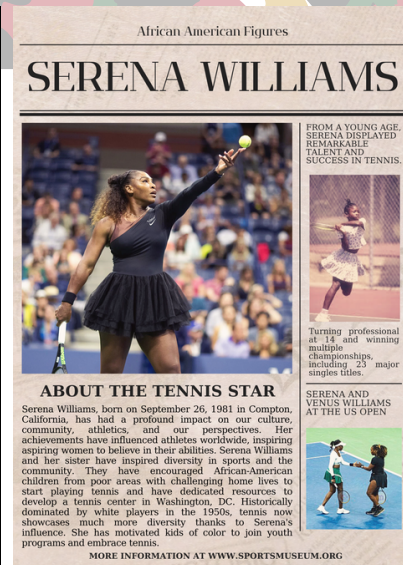 African American Figures
SERENA WILLIAMS
FROM A YOUNG AGE,
SERENA DISPLAYED
REMARKABLE
TALENT AND
SUCCESS IN TENNIS.
Turning professional
at 14 and winning
multiple
championships,
including 23 major
singles titles.
SERENA AND
VENUS WILLIAMS
AT THE US OPEN
ABOUT THE TENNIS STAR
Serena Williams, born on September 26, 1981 in Compton,
California, has had a profound impact on our culture,
community, athletics, and our perspectives. Her
achievements have influenced athletes worldwide, inspiring
aspiring women to believe in their abilities. Serena Williams
and her sister have inspired diversity in sports and the
community. They have encouraged African-American
children from poor areas with challenging home lives to
start playing tennis and have dedicated resources to
develop a tennis center in Washington, DC. Historically
dominated by white players in the 1950s, tennis now
showcases much more diversity thanks to Serena's
influence. She has motivated kids of color to join youth
programs and embrace tennis.
MORE INFORMATION AT WWW.SPORTSMUSEUM.ORG